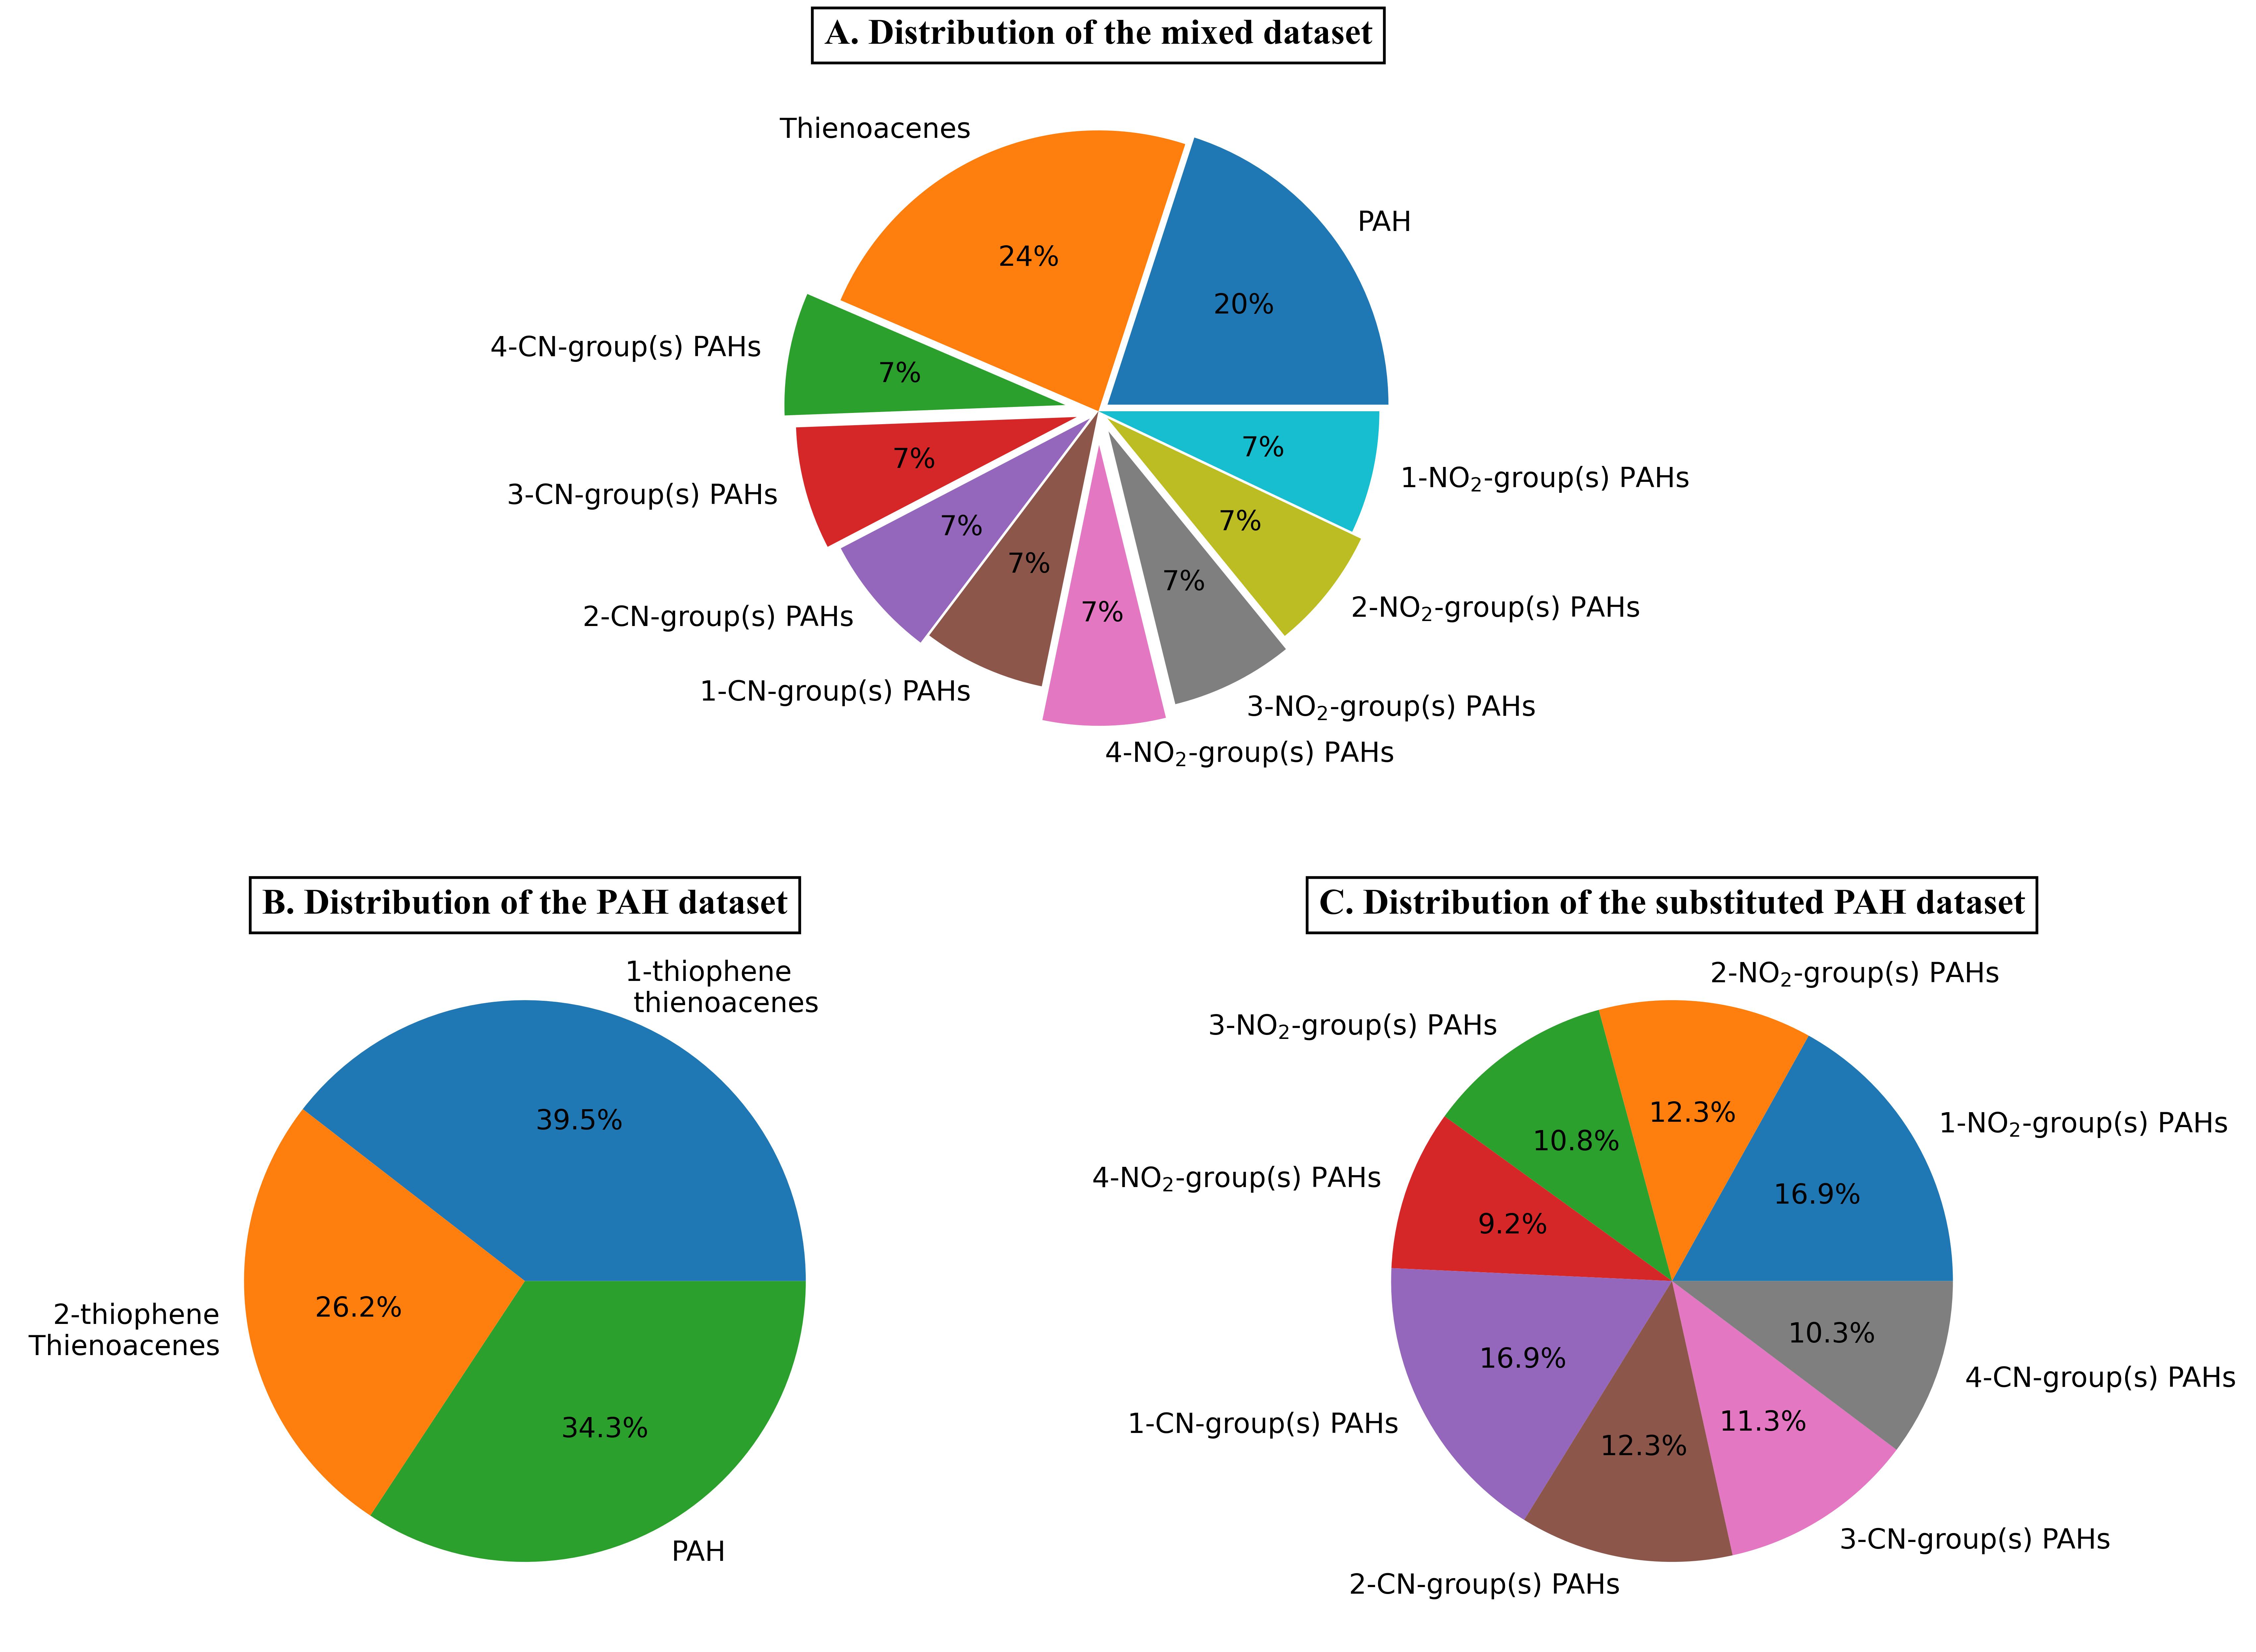 A. Distribution of the mixed dataset
Thienoacenes
PAH
24%
20%
4-CN-group(s) PAHs
7%
3-CN-group(s) PAHs
7%
2-CN-group(s) PAHs
7%
1-CN-group(s) PAHs
7%
4-NO₂-group(s) PAHs
7%
3-NO₂-group(s) PAHs
7%
2-NO₂-group(s) PAHs
7%
1-NO₂-group(s) PAHs
7%
B. Distribution of the PAH dataset
1-thiophene
thienoacenes
39.5%
2-thiophene
Thienoacenes
26.2%
PAH
34.3%
C. Distribution of the substituted PAH dataset
1-NO₂-group(s) PAHs
16.9%
2-NO₂-group(s) PAHs
12.3%
3-NO₂-group(s) PAHs
10.8%
4-NO₂-group(s) PAHs
9.2%
1-CN-group(s) PAHs
16.9%
2-CN-group(s) PAHs
12.3%
3-CN-group(s) PAHs
11.3%
4-CN-group(s) PAHs
10.3%